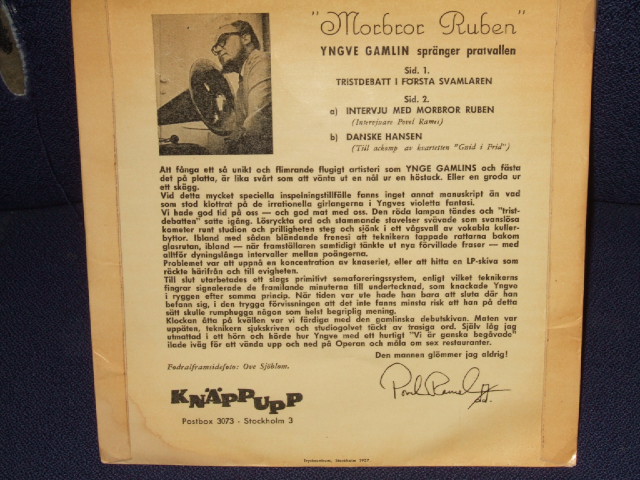 "Morbror Ruben"
YNGVE GAMLIN spränger pratvallen
Sid. 1.
TRISTDEBATT I FÖRSTA SVAMLAREN
Sid. 2.
a) INTERVJU MED MORBROR RUBEN
(Intervjuare Povel Ramel)
b) DANSKE HANSEN
(Till ackomp av kvartetten "Guid i Frid")
Att fånga ett så unikt och flimrande flugigt artisteri som YNGE GAMLINS och fästa
det på platta, är lika svårt som att vänta ut en nål ur en höstack. Eller en groda ur
ett skägg.
Vid detta mycket speciella inspelningstillfälle fanns inget annat manuskript än vad
som stod klottrat på de irrationella girlangerna i Yngves violetta fantasi.
Vi hade god tid på oss — och god mat med oss. Den röda lampan tändes och "trist-
debatten" satte igång. Lösryckta ord och stammande stavelser svävade som svanslösa
kometer runt studion och prilligheten steg och sjönk i ett vågsvall av vokabla kuller-
byttor. Ibland med sådan bländande frenesi att teknikern tappade rattarna bakom
glasrutan, ibland — när framställaren samtidigt tänkte ut nya förvillade fraser — med
alltför dyningslånga intervaller mellan poängerna.
Problemet var att uppnå en koncentration av knaseriet, eller att hitta en LP-skiva som
räckte härifrån och till evigheten.
Till slut utarbetades ett slags primitivt semaforeringssystem, enligt vilket teknikerns
fingrar signalerade de framilande minuterna till undertecknad, som knackade Yngve
i ryggen efter samma princip. När tiden var ute hade han bara att sluta där han
befann sig, i den trygga förvissningen att det inte fanns minsta risk att han på detta
sätt skulle rumphugga någon som helst begriplig mening.
Klockan åtta på kvällen var vi färdiga med den gamlinska debutskivan. Maten var
uppäten, teknikern sjukskriven och studiogolvet täckt av trasiga ord. Själv låg jag
utmattad i ett hörn och hörde hur Yngve med ett hurtigt "Vi är ganska begåvade"
ilade iväg för att vända upp och ned på Operan och måla om sex restauranter.
Den mannen glömmer jag aldrig!
Fodralframsidesfoto: Ove Sjöblom.
KNÄPPUPP
Povel Ramel
Postbox 3073 - Stockholm 3